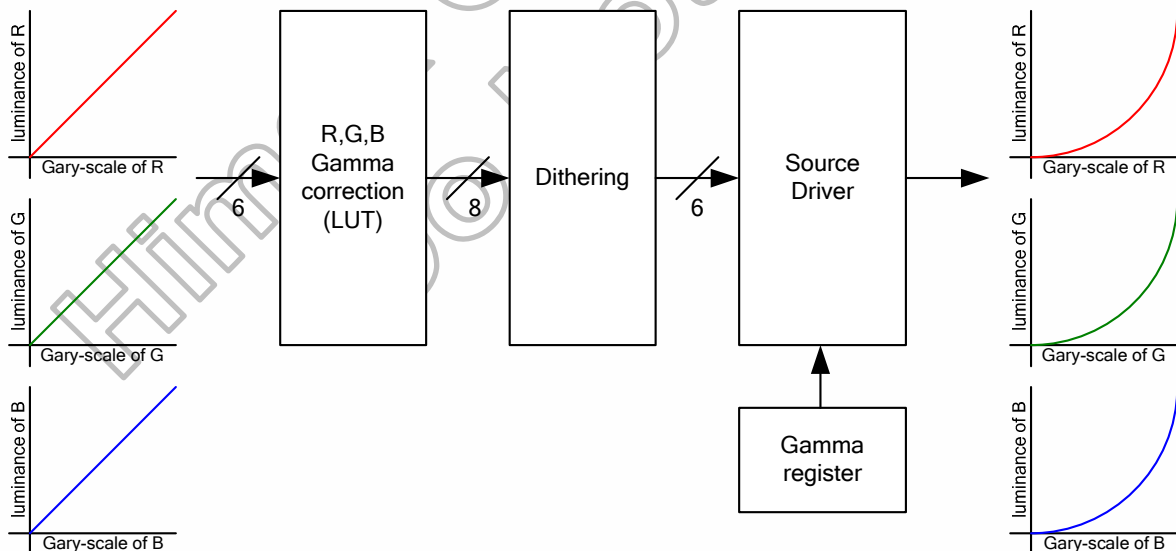 luminance of R
Gary-scale of R
luminance of G
Gary-scale of G
luminance of B
Gary-scale of B
6
R,G,B
Gamma
correction
(LUT)
8
Dithering
6
Source
Driver
Gamma
register
luminance of R
Gary-scale of R
luminance of G
Gary-scale of G
luminance of B
Gary-scale of B